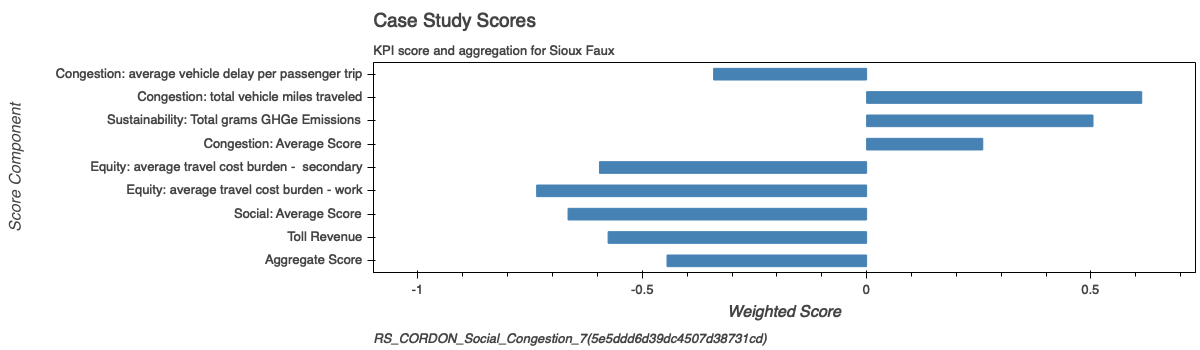 Case Study Scores
KPI score and aggregation for Sioux Faux
Score Component
Congestion: average vehicle delay per passenger trip
Congestion: total vehicle miles traveled
Sustainability: Total grams GHGe Emissions
Congestion: Average Score
Equity: average travel cost burden -  secondary
Equity: average travel cost burden - work
Social: Average Score
Toll Revenue
Aggregate Score
-1 -0.5 0 0.5
Weighted Score
RS_CORDON_Social_Congestion_7(5e5ddd6d39dc4507d38731cd)